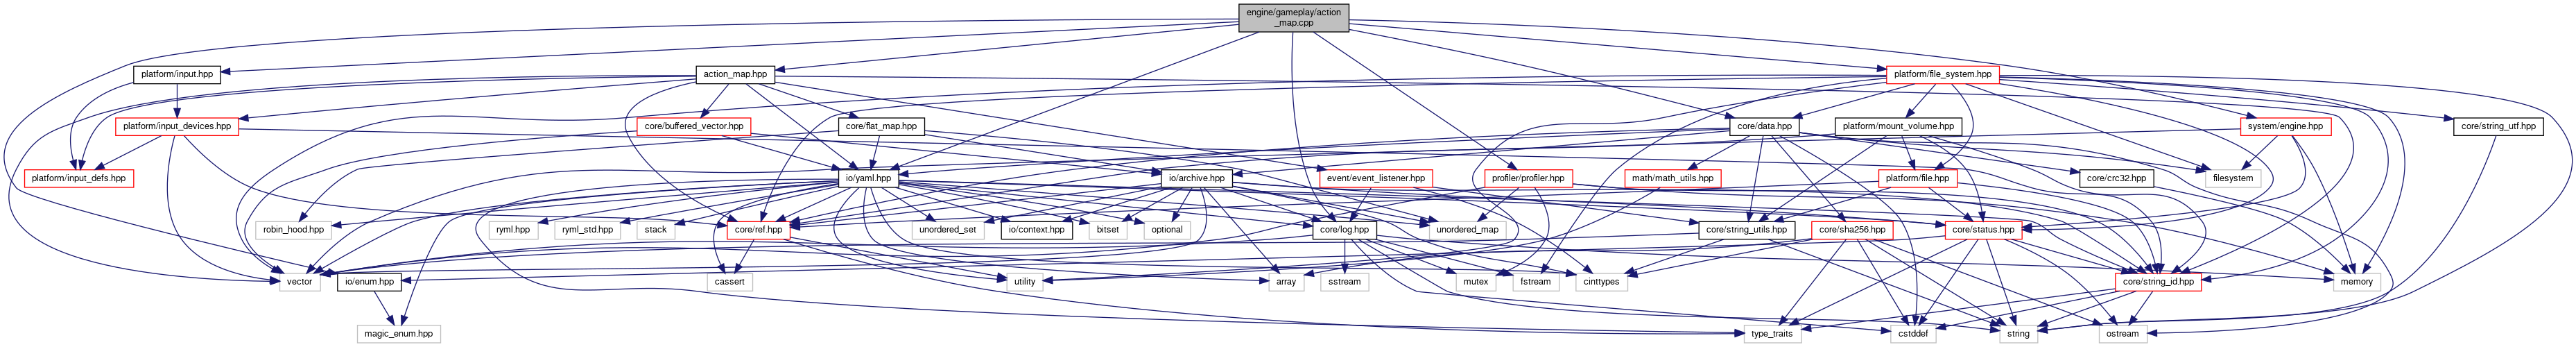 engine/gameplay/action
_map.cpp
platform/input.hpp
action_map.hpp
platform/file_system.hpp
platform/input_devices.hpp
core/buffered_vector.hpp
core/flat_map.hpp
core/data.hpp
platform/mount_volume.hpp
system/engine.hpp
core/string_utf.hpp
platform/input_defs.hpp
io/yaml.hpp
io/archive.hpp
event/event_listener.hpp
profiler/profiler.hpp
math/math_utils.hpp
platform/file.hpp
core/crc32.hpp
filesystem
robin_hood.hpp
ryml.hpp
ryml_std.hpp
stack
core/ref.hpp
unordered_set
io/context.hpp
bitset
optional
core/log.hpp
unordered_map
core/string_utils.hpp
core/sha256.hpp
core/status.hpp
vector
io/enum.hpp
cassert
utility
array
sstream
mutex
fstream
cinttypes
core/string_id.hpp
memory
magic_enum.hpp
type_traits
cstddef
string
ostream